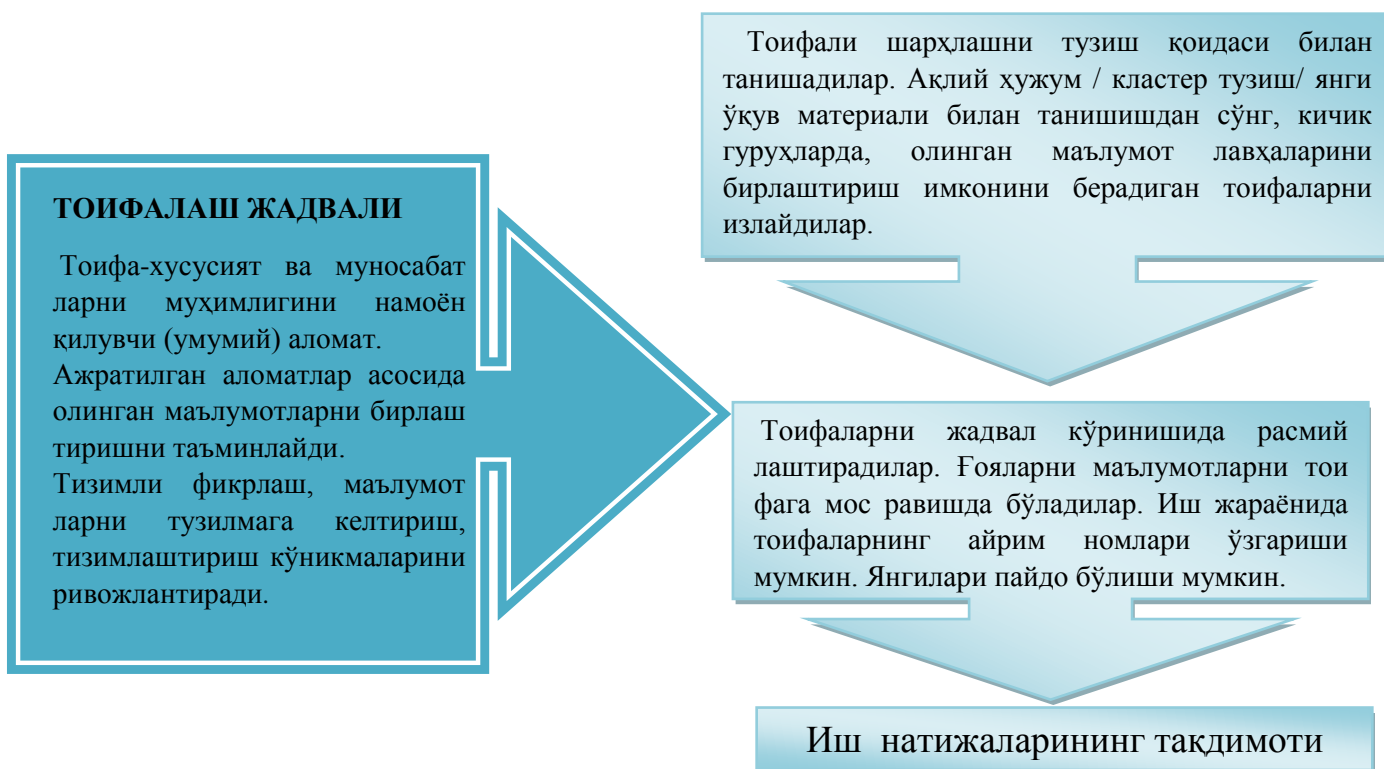 ТОИФАЛАШ ЖАДВАЛИ
Тоифа-хусусият ва муносабат
ларни муҳимлигини намоён
қилувчи (умумий) аломат.
Ажратилган аломатлар асосида
олинган маълумотларни бирлаш
тиришни таъминлайди.
Тизимли фикрлаш, маълумот
ларни тузилмага келтириш,
тизимлаштириш кўникмаларини
ривожлантиради.
Тоифали шарҳлашни тузиш қоидаси билан
танишадилар. Ақлий ҳужум / кластер тузиш/ янги
ўқув материали билан танишишдан сўнг, кичик
гуруҳларда, олинган маълумот лавҳаларини
бирлаштириш имконини берадиган тоифаларни
излайдилар.
Тоифаларни жадвал кўринишида расмий
лаштирадилар. Ғояларни маълумотларни тои
фага мос равишда бўладилар. Иш жараёнида
тоифаларнинг айрим номлари ўзгариши
мумкин. Янгилари пайдо бўлиши мумкин.
Иш натижаларининг тақдимоти